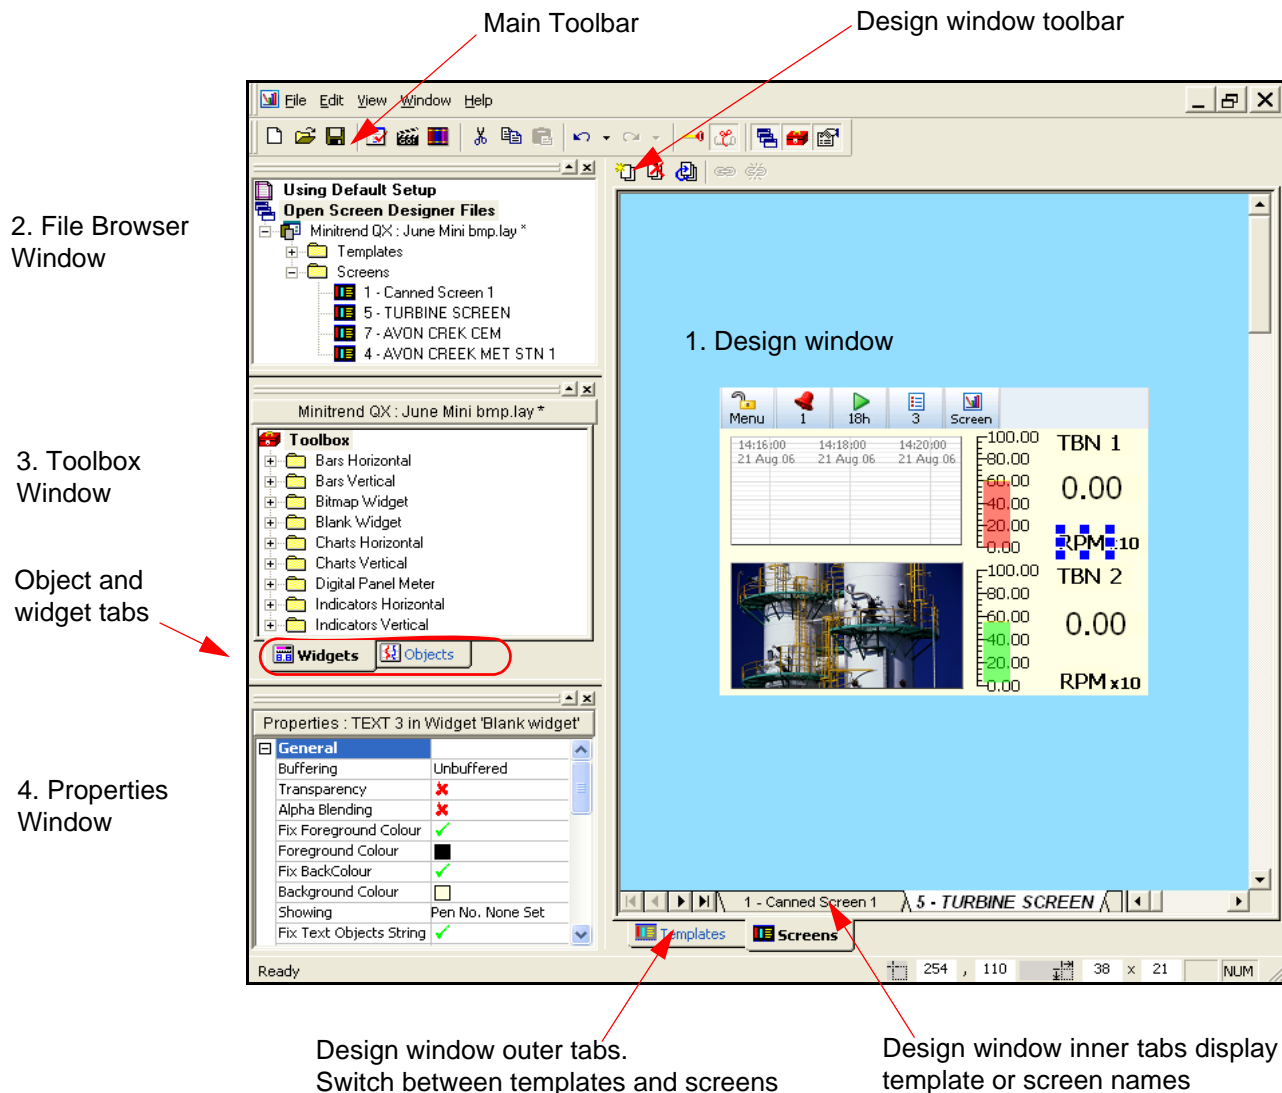 Main Toolbar
Design window toolbar
File Edit View Window Help
2. File Browser
Window
Using Default Setup
Open Screen Designer Files
Minitrend QX : June Mini bmp.lay *
Templates
Screens
1 - Canned Screen 1
5 - TURBINE SCREEN
7 - AVON CREK CEM
4 - AVON CREEK MET STN 1
3. Toolbox
Window
Minitrend QX : June Mini bmp.lay *
Toolbox
Bars Horizontal
Bars Vertical
Bitmap Widget
Blank Widget
Charts Horizontal
Charts Vertical
Digital Panel Meter
Indicators Horizontal
Indicators Vertical
Object and
widget tabs
Widgets Objects
4. Properties
Window
Properties : TEXT 3 in Widget 'Blank widget'
General
Buffering Unbuffered
Transparency
Alpha Blending
Fix Foreground Colour
Foreground Colour
Fix BackColour
Background Colour
Showing Pen No. None Set
Fix Text Objects String
1. Design window
Menu 1 18h 3 Screen
14:16:00 14:18:00 14:20:00
21 Aug 06 21 Aug 06 21 Aug 06
100.00
80.00
60.00
40.00
20.00
0.00
TBN 1
0.00
RPM x10
100.00
80.00
60.00
40.00
20.00
0.00
TBN 2
0.00
RPM x10
1 - Canned Screen 1 5 - TURBINE SCREEN
Templates Screens
Ready 254 , 110 38 x 21 NUM
Design window outer tabs.
Switch between templates and screens
Design window inner tabs display
template or screen names